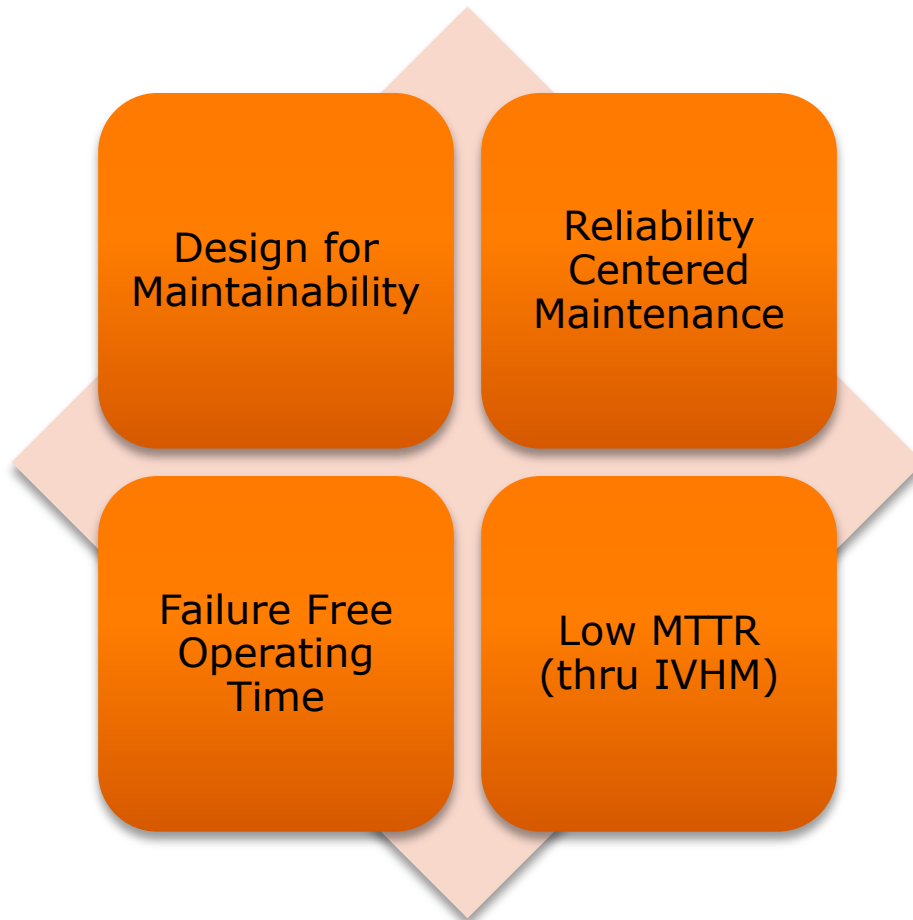 Design for
Maintainability
Reliability
Centered
Maintenance
Failure Free
Operating
Time
Low MTTR
(thru IVHM)